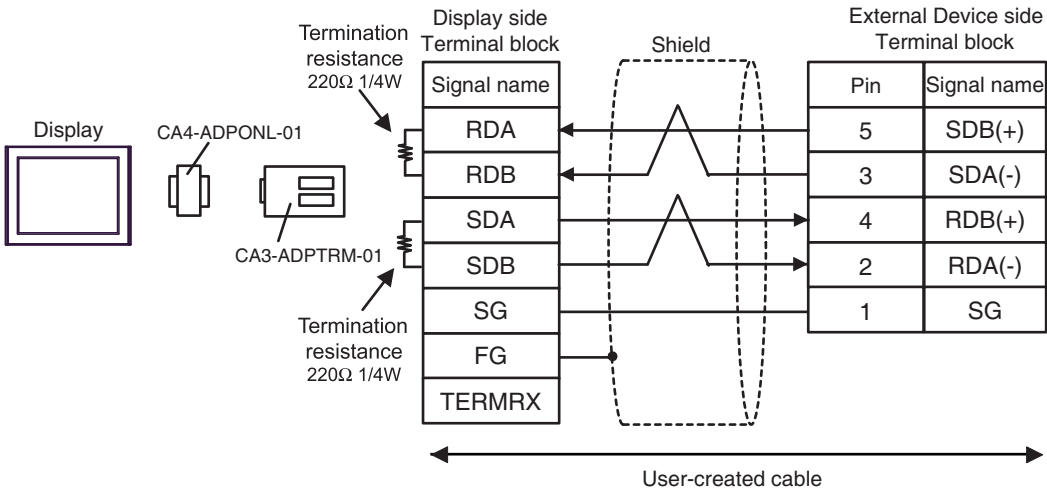 Display side
Terminal block
External Device side
Terminal block
Termination
resistance
220Ω 1/4W
Shield
Signal name
Pin
Signal name
Display
CA4-ADPONL-01
CA3-ADPTRM-01
RDA
5
SDB(+)
RDB
3
SDA(-)
SDA
4
RDB(+)
SDB
2
RDA(-)
SG
1
SG
FG
TERMRX
Termination
resistance
220Ω 1/4W
User-created cable